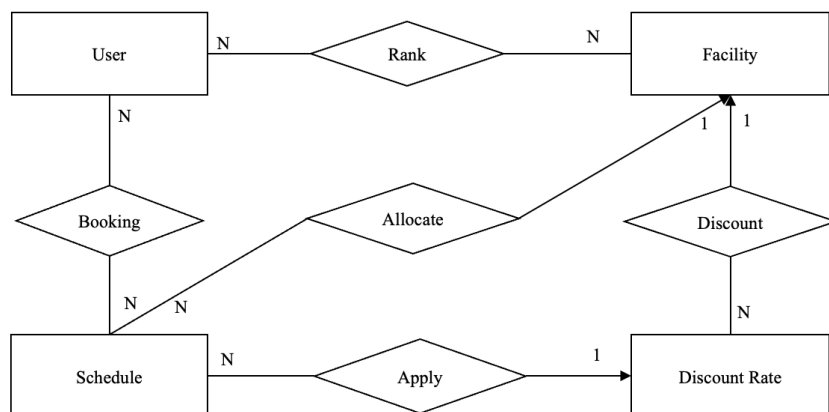 User
N
Rank
N
Facility
N
1
1
Booking
Allocate
Discount
N
N
N
Schedule
N
Apply
1
Discount Rate